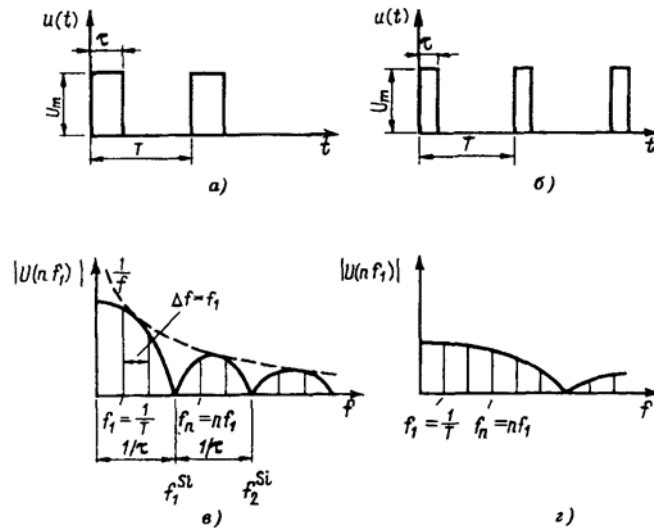 u(t)
τ
U_m
T
t
а)
u(t)
τ
U_m
T
t
б)
|U(nf₁)|
1/f
Δf=f₁
f
f₁=1/T
f_n=nf₁
1/τ
1/τ
f₁^Si
f₂^Si
в)
|U(nf₁)|
f
f₁=1/T
f_n=nf₁
г)